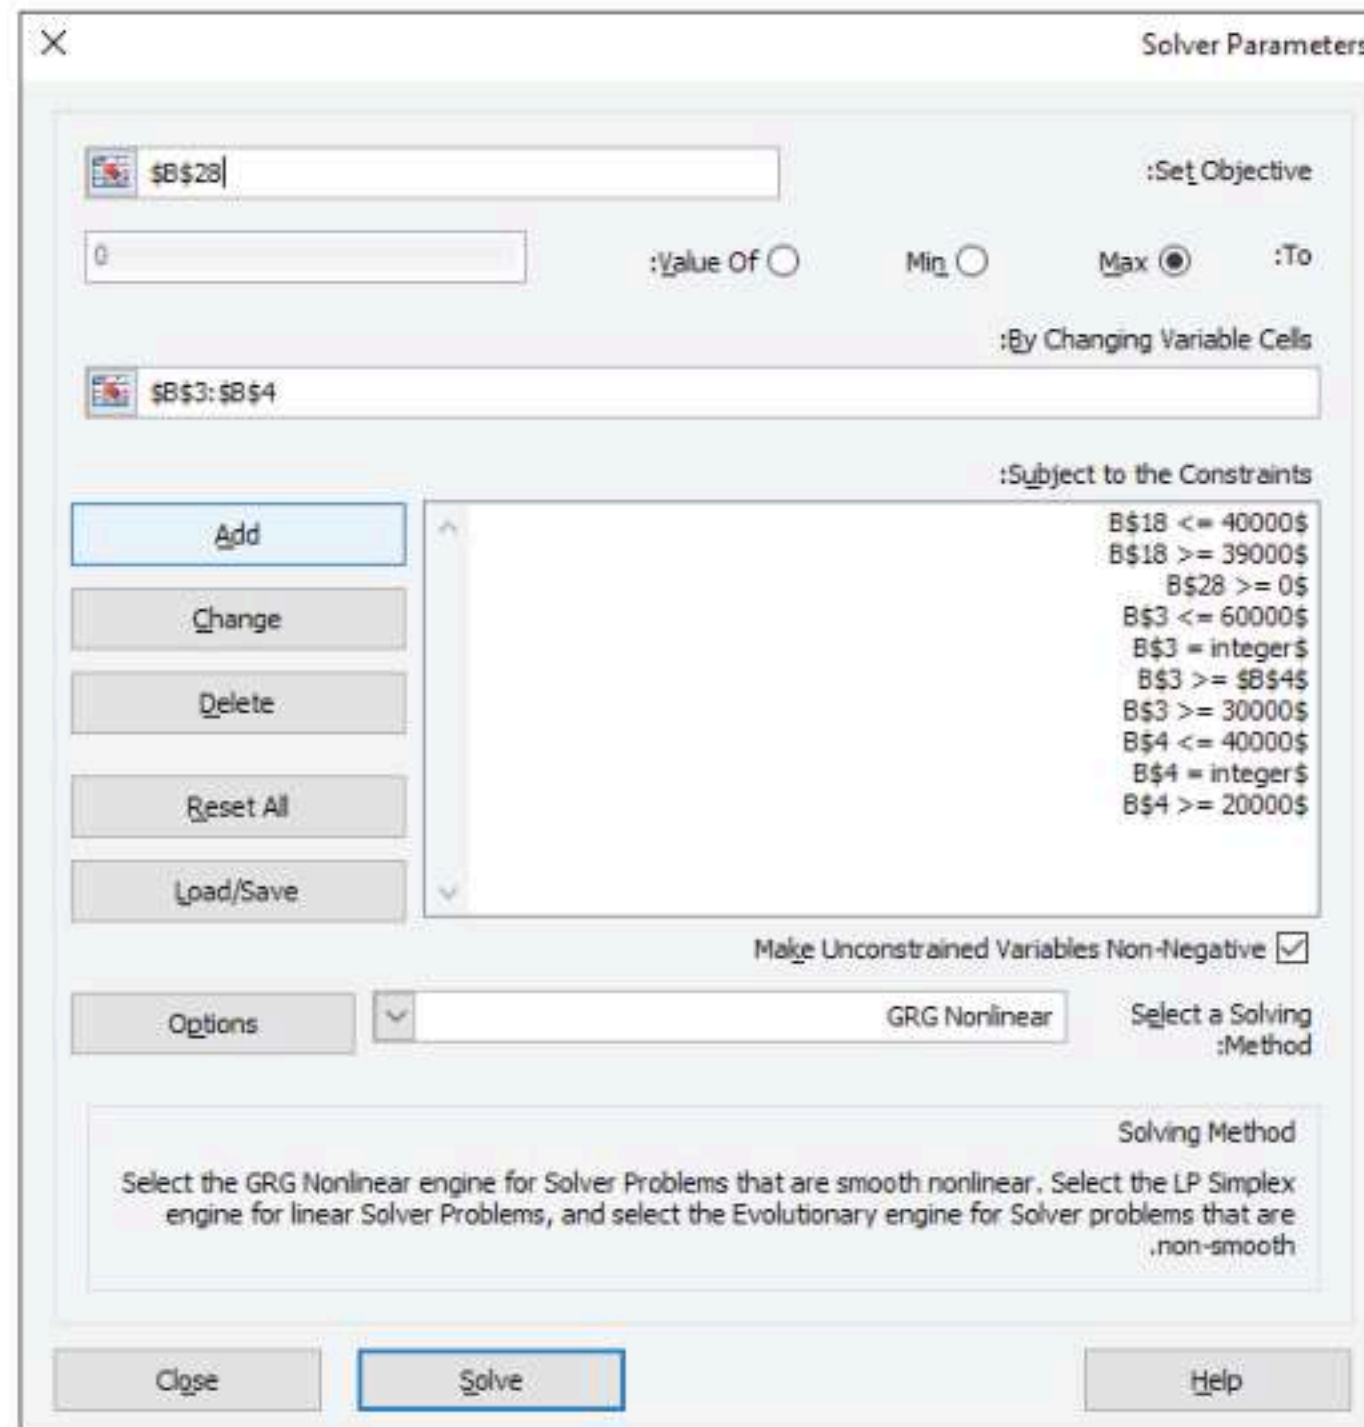 Solver Parameters
:Set Objective
$B$28
:To
Max
Min
:Value Of
0
:By Changing Variable Cells
$B$3:$B$4
:Subject to the Constraints
B$18 <= 40000$
B$18 >= 39000$
B$28 >= 0$
B$3 <= 60000$
B$3 = integer$
B$3 >= $B$4$
B$3 >= 30000$
B$4 <= 40000$
B$4 = integer$
B$4 >= 20000$
Add
Change
Delete
Reset All
Load/Save
Make Unconstrained Variables Non-Negative
Select a Solving
:Method
GRG Nonlinear
Options
Solving Method
Select the GRG Nonlinear engine for Solver Problems that are smooth nonlinear. Select the LP Simplex
engine for linear Solver Problems, and select the Evolutionary engine for Solver problems that are
.non-smooth
Help
Solve
Close